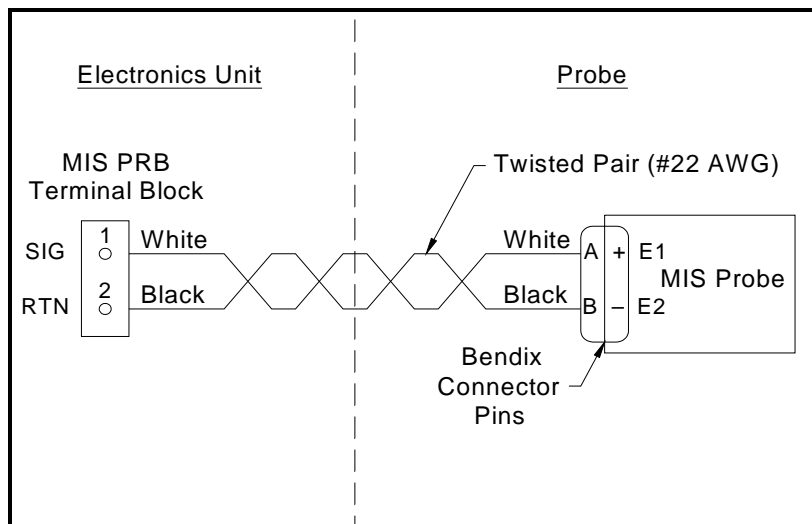 Electronics Unit
Probe
MIS PRB
Terminal Block
Twisted Pair (#22 AWG)
SIG
1
White
White
A
+
E1
MIS Probe
RTN
2
Black
Black
B
–
E2
Bendix
Connector
Pins